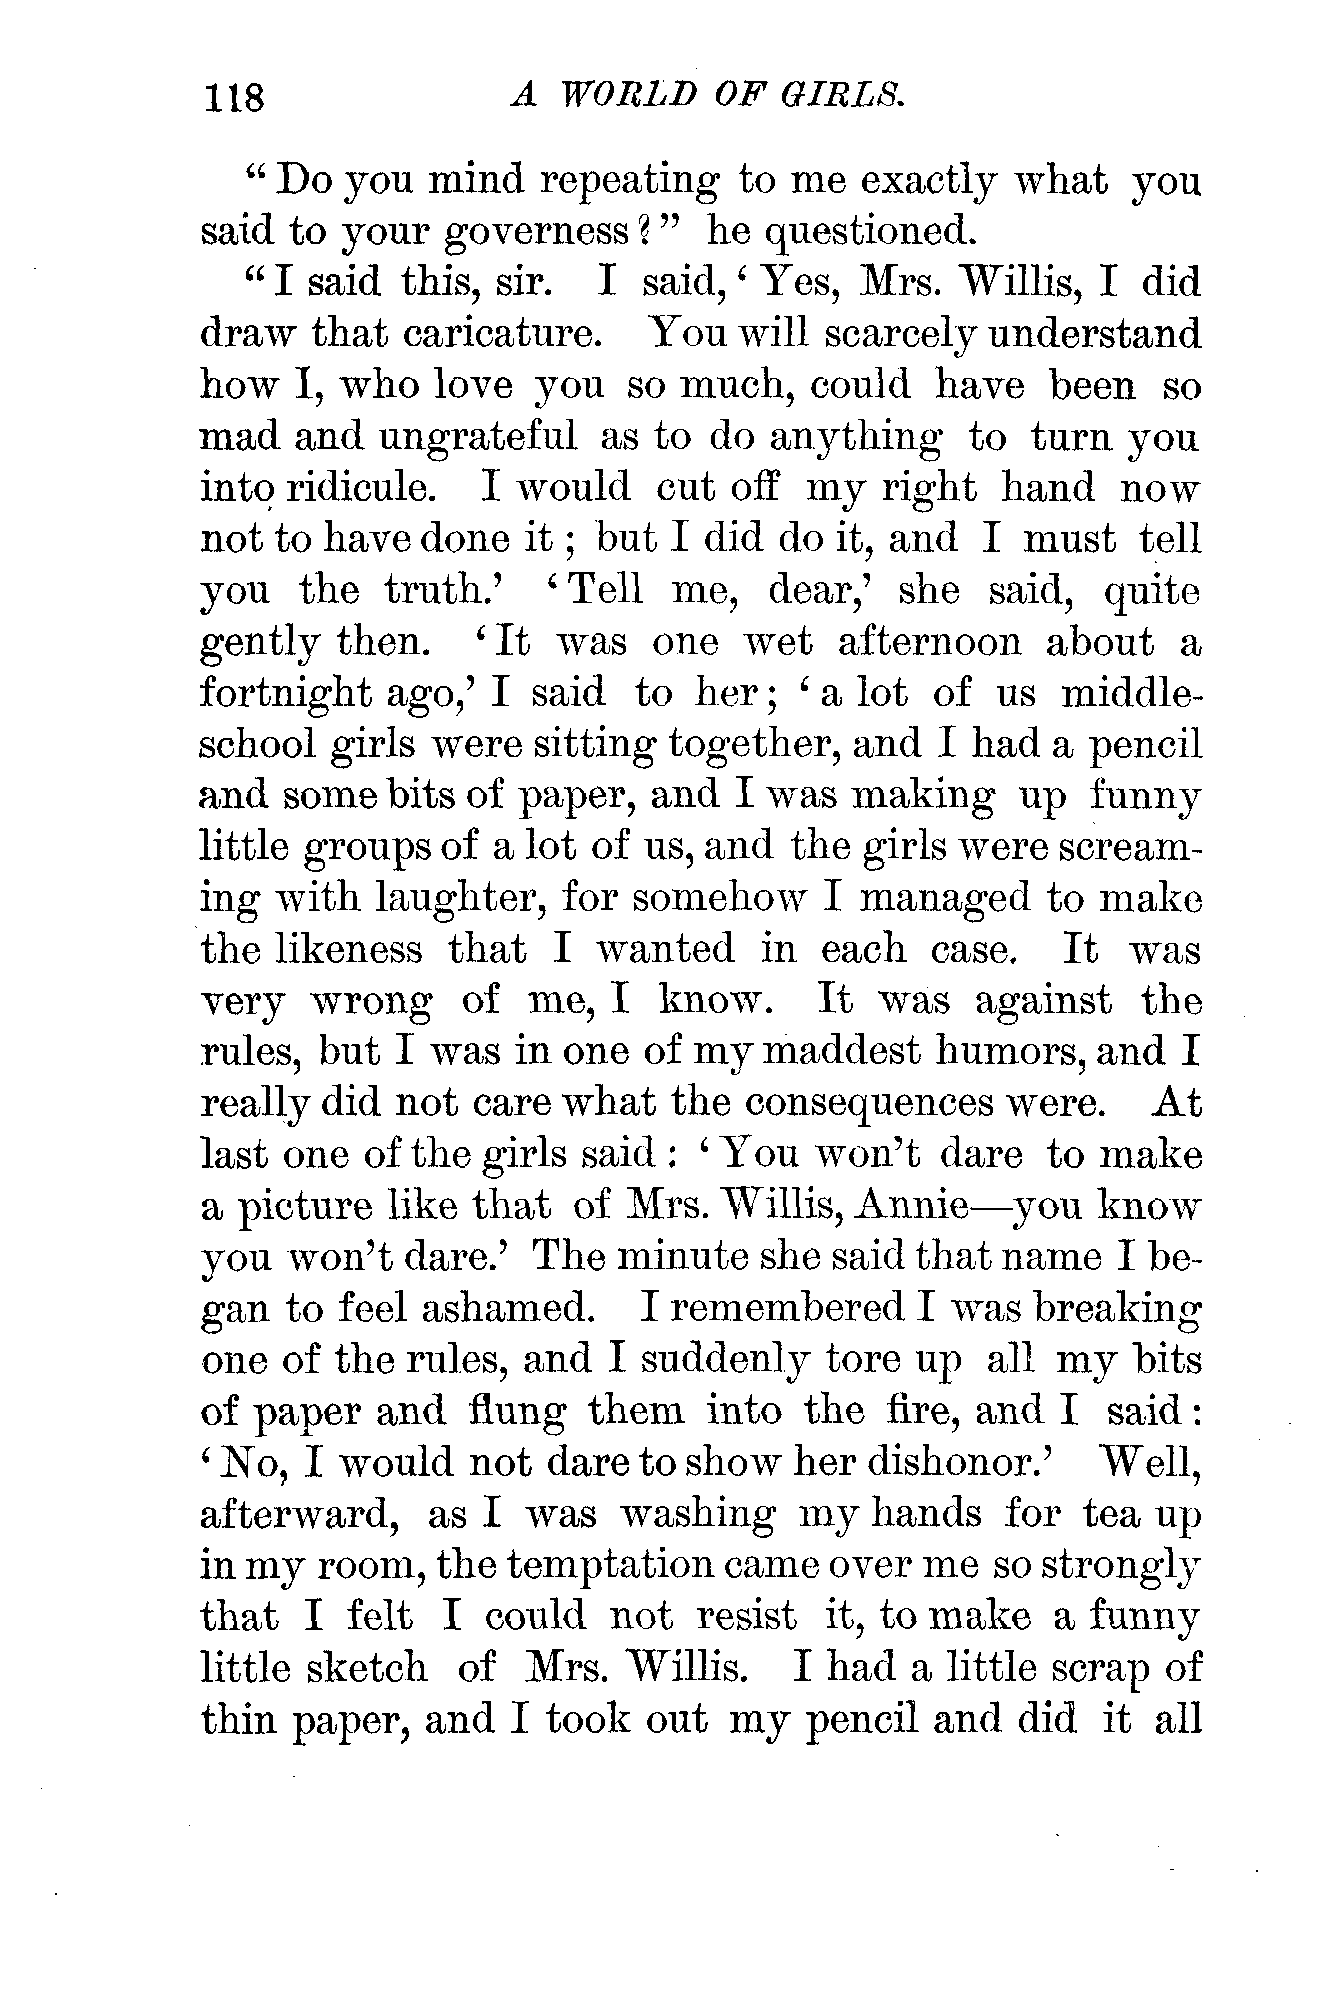 118 A WORLD OF GIRLS.
“Do you mind repeating to me exactly what you
said to your governess?” he questioned.
“I said this, sir. I said, ‘Yes, Mrs. Willis, I did
draw that caricature. You will scarcely understand
how I, who love you so much, could have been so
mad and ungrateful as to do anything to turn you
into ridicule. I would cut off my right hand now
not to have done it; but I did do it, and I must tell
you the truth.’ ‘Tell me, dear,’ she said, quite
gently then. ‘It was one wet afternoon about a
fortnight ago,’ I said to her; ‘a lot of us middle-
school girls were sitting together, and I had a pencil
and some bits of paper, and I was making up funny
little groups of a lot of us, and the girls were scream-
ing with laughter, for somehow I managed to make
the likeness that I wanted in each case. It was
very wrong of me, I know. It was against the
rules, but I was in one of my maddest humors, and I
really did not care what the consequences were. At
last one of the girls said: ‘You won’t dare to make
a picture like that of Mrs. Willis, Annie—you know
you won’t dare.’ The minute she said that name I be-
gan to feel ashamed. I remembered I was breaking
one of the rules, and I suddenly tore up all my bits
of paper and flung them into the fire, and I said:
‘No, I would not dare to show her dishonor.’ Well,
afterward, as I was washing my hands for tea up
in my room, the temptation came over me so strongly
that I felt I could not resist it, to make a funny
little sketch of Mrs. Willis. I had a little scrap of
thin paper, and I took out my pencil and did it all